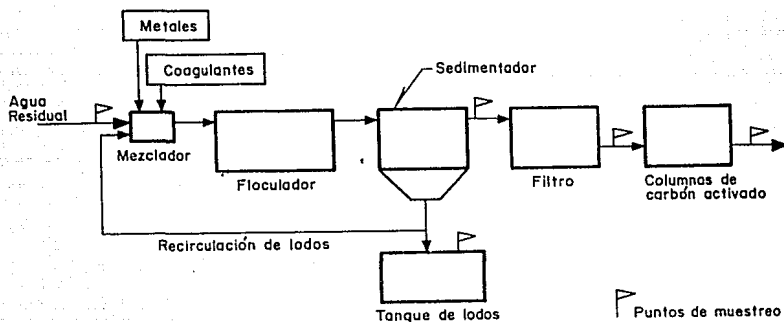 Metales
Coagulantes
Agua
Residual
Mezclador
Floculador
Sedimentador
Filtro
Columnas de
carbón activado
Recirculación de lodos
Tanque de lodos
Puntos de muestreo